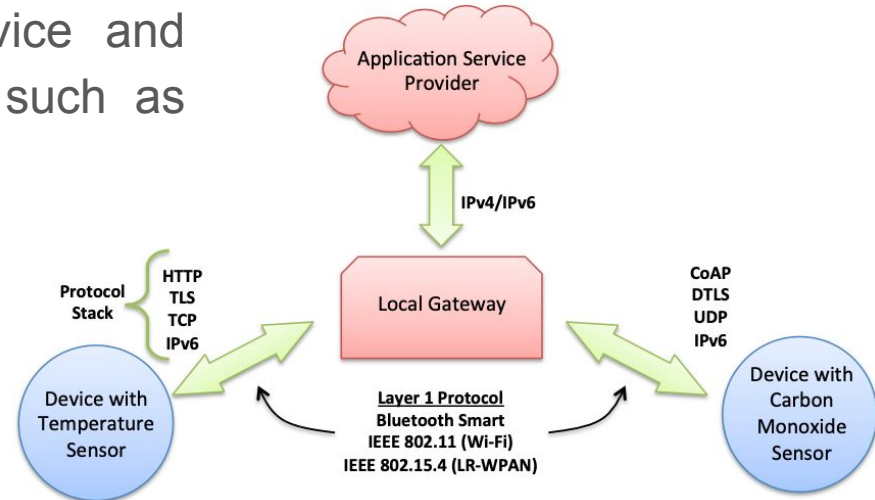 vice and
such as
Application Service
Provider
IPv4/IPv6
Protocol
Stack
HTTP
TLS
TCP
IPv6
Local Gateway
CoAP
DTLS
UDP
IPv6
Device with
Temperature
Sensor
Layer 1 Protocol
Bluetooth Smart
IEEE 802.11 (Wi-Fi)
IEEE 802.15.4 (LR-WPAN)
Device with
Carbon
Monoxide
Sensor